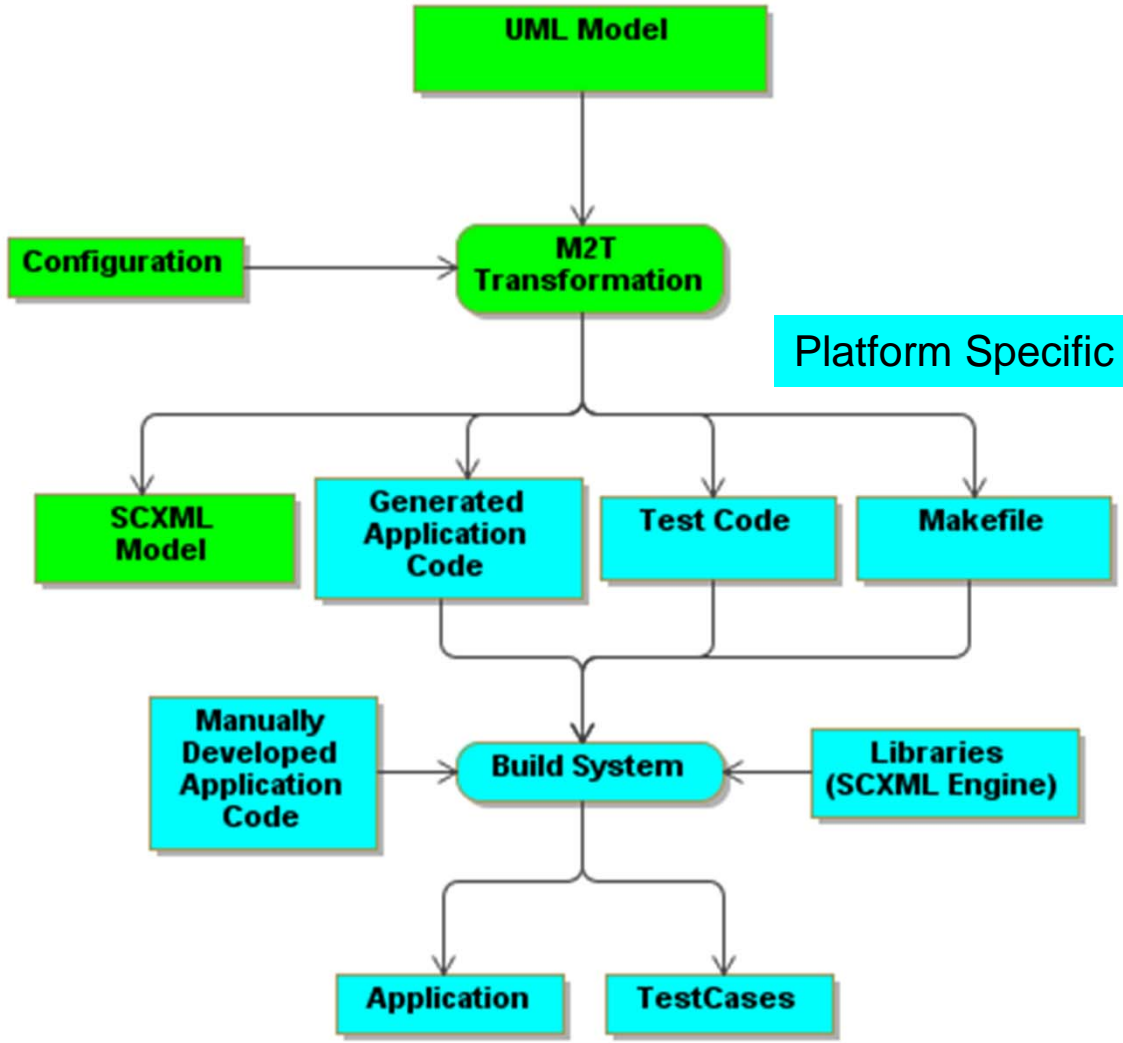 UML Model
Configuration
M2T
Transformation
Platform Specific
SCXML
Model
Generated
Application
Code
Test Code
Makefile
Manually
Developed
Application
Code
Build System
Libraries
(SCXML Engine)
Application
TestCases